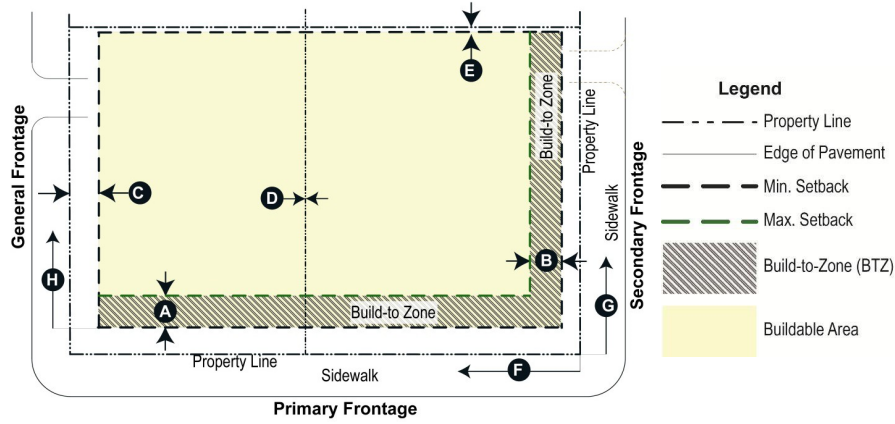 E
Build-to Zone
Property Line
General Frontage
C
D
H
B
Sidewalk
Secondary Frontage
G
A
Build-to Zone
Property Line
F
Sidewalk
Primary Frontage
Legend
Property Line
Edge of Pavement
Min. Setback
Max. Setback
Build-to-Zone (BTZ)
Buildable Area